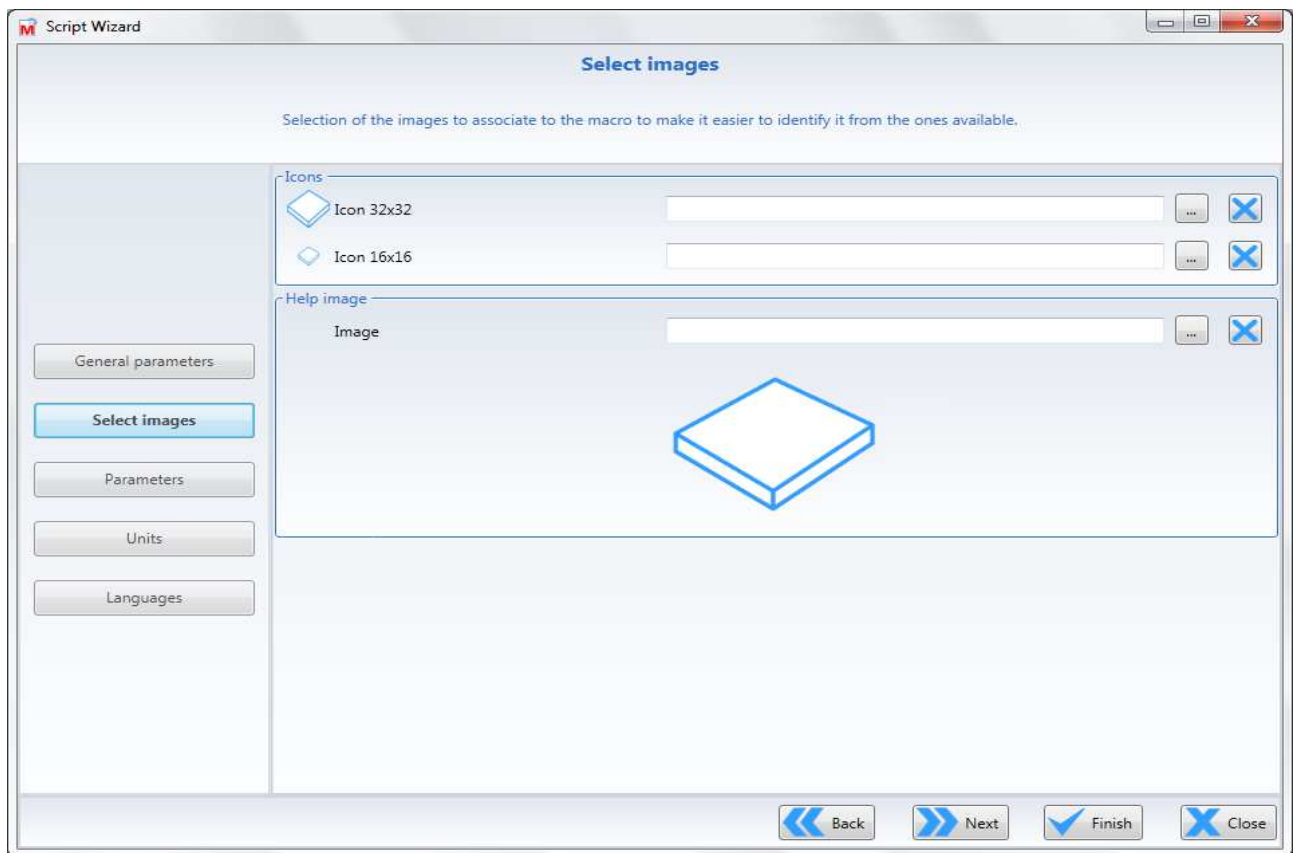 Script Wizard
Select images
Selection of the images to associate to the macro to make it easier to identify it from the ones available.
Icons
Icon 32x32
...
Icon 16x16
...
Help image
Image
...
General parameters
Select images
Parameters
Units
Languages
Back
Next
Finish
Close